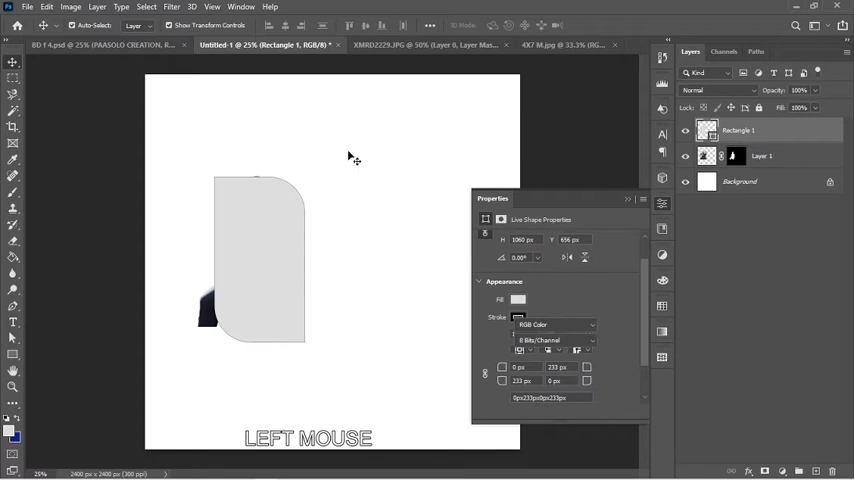 File Edit Image Layer Type Select Filter 3D View Window Help
Auto-Select: Layer Show Transform Controls 3D Mode:
BD f 4.psd @ 25% (PAASOLO CREATION, R... × Untitled-1 @ 25% (Rectangle 1, RGB/8) * × XMRD2229.JPG @ 50% (Layer 0, Layer Mas... × 4X7 M.jpg @ 33.3% (RG... ×
Layers Channels Paths
Kind
Normal Opacity: 100%
Lock: Fill: 100%
Rectangle 1
Layer 1
Background
Properties
Live Shape Properties
H 1060 px Y 656 px
0.00°
Appearance
Fill
Stroke
RGB Color
8 Bits/Channel
0 px 233 px
233 px 0 px
0px233px0px233px
LEFT MOUSE
25% 2400 px x 2400 px (300 ppi)